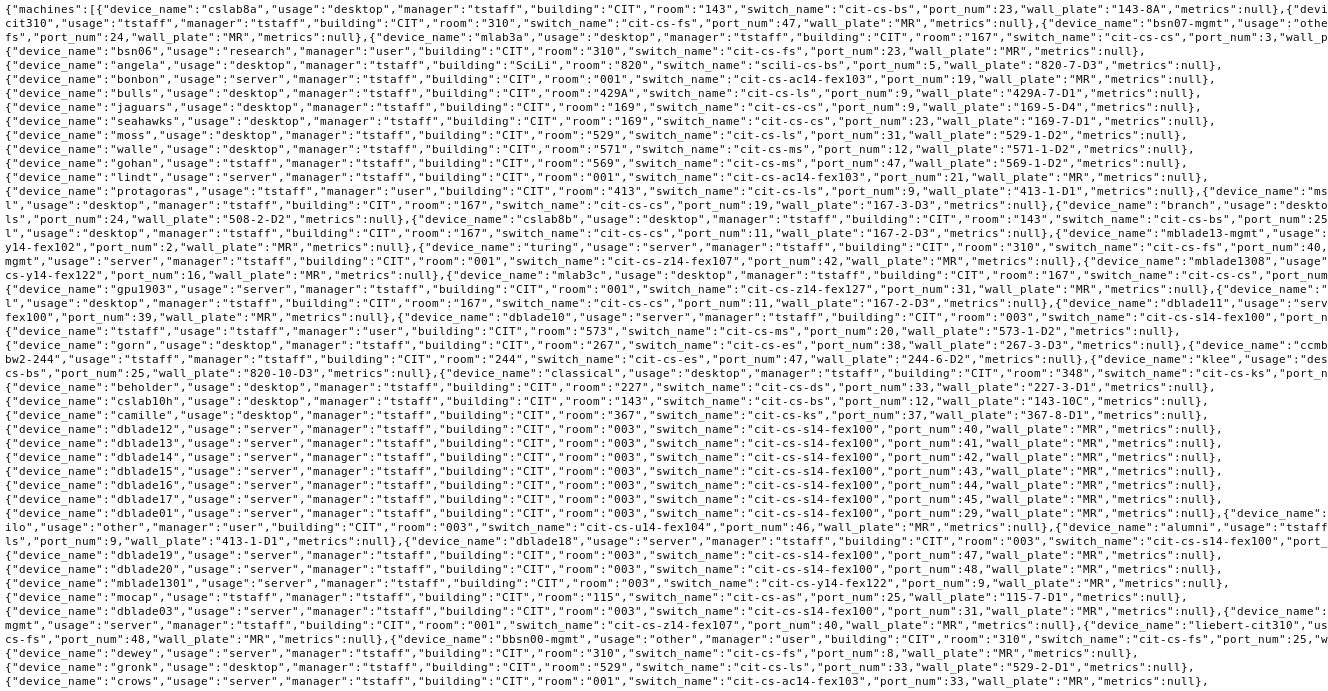 {"machines":[{"device_name":"cslab8a","usage":"desktop","manager":"tstaff","building":"CIT","room":"143","switch_name":"cit-cs-bs","port_num":23,"wall_plate":"143-8A","metrics":null},{"devi
cit310","usage":"tstaff","manager":"tstaff","building":"CIT","room":"310","switch_name":"cit-cs-fs","port_num":47,"wall_plate":"MR","metrics":null},{"device_name":"bsn07-mgmt","usage":"othe
fs","port_num":24,"wall_plate":"MR","metrics":null},{"device_name":"mlab3a","usage":"desktop","manager":"tstaff","building":"CIT","room":"167","switch_name":"cit-cs-cs","port_num":3,"wall_p
{"device_name":"bsn06","usage":"research","manager":"user","building":"CIT","room":"310","switch_name":"cit-cs-fs","port_num":23,"wall_plate":"MR","metrics":null},
{"device_name":"angela","usage":"desktop","manager":"tstaff","building":"SciLi","room":"820","switch_name":"scili-cs-bs","port_num":5,"wall_plate":"820-7-D3","metrics":null},
{"device_name":"bonbon","usage":"server","manager":"tstaff","building":"CIT","room":"001","switch_name":"cit-cs-ac14-fex103","port_num":19,"wall_plate":"MR","metrics":null},
{"device_name":"bulls","usage":"desktop","manager":"tstaff","building":"CIT","room":"429A","switch_name":"cit-cs-ls","port_num":9,"wall_plate":"429A-7-D1","metrics":null},
{"device_name":"jaguars","usage":"desktop","manager":"tstaff","building":"CIT","room":"169","switch_name":"cit-cs-cs","port_num":9,"wall_plate":"169-5-D4","metrics":null},
{"device_name":"seahawks","usage":"desktop","manager":"tstaff","building":"CIT","room":"169","switch_name":"cit-cs-cs","port_num":23,"wall_plate":"169-7-D1","metrics":null},
{"device_name":"moss","usage":"desktop","manager":"tstaff","building":"CIT","room":"529","switch_name":"cit-cs-ls","port_num":31,"wall_plate":"529-1-D2","metrics":null},
{"device_name":"walle","usage":"desktop","manager":"tstaff","building":"CIT","room":"571","switch_name":"cit-cs-ms","port_num":12,"wall_plate":"571-1-D2","metrics":null},
{"device_name":"gohan","usage":"tstaff","manager":"tstaff","building":"CIT","room":"569","switch_name":"cit-cs-ms","port_num":47,"wall_plate":"569-1-D2","metrics":null},
{"device_name":"lindt","usage":"server","manager":"tstaff","building":"CIT","room":"001","switch_name":"cit-cs-ac14-fex103","port_num":21,"wall_plate":"MR","metrics":null},
{"device_name":"protagoras","usage":"tstaff","manager":"user","building":"CIT","room":"413","switch_name":"cit-cs-ls","port_num":9,"wall_plate":"413-1-D1","metrics":null},{"device_name":"ms
l","usage":"desktop","manager":"tstaff","building":"CIT","room":"167","switch_name":"cit-cs-cs","port_num":19,"wall_plate":"167-3-D3","metrics":null},{"device_name":"branch","usage":"deskto
ls","port_num":24,"wall_plate":"508-2-D2","metrics":null},{"device_name":"cslab8b","usage":"desktop","manager":"tstaff","building":"CIT","room":"143","switch_name":"cit-cs-bs","port_num":25
l","usage":"desktop","manager":"tstaff","building":"CIT","room":"167","switch_name":"cit-cs-cs","port_num":11,"wall_plate":"167-2-D3","metrics":null},{"device_name":"mblade13-mgmt","usage":
y14-fex102","port_num":2,"wall_plate":"MR","metrics":null},{"device_name":"turing","usage":"server","manager":"tstaff","building":"CIT","room":"310","switch_name":"cit-cs-fs","port_num":40,
mgmt","usage":"server","manager":"tstaff","building":"CIT","room":"001","switch_name":"cit-cs-z14-fex107","port_num":42,"wall_plate":"MR","metrics":null},{"device_name":"mblade1308","usage"
cs-y14-fex122","port_num":16,"wall_plate":"MR","metrics":null},{"device_name":"mlab3c","usage":"desktop","manager":"tstaff","building":"CIT","room":"167","switch_name":"cit-cs-cs","port_num
{"device_name":"gpu1903","usage":"server","manager":"tstaff","building":"CIT","room":"001","switch_name":"cit-cs-z14-fex127","port_num":31,"wall_plate":"MR","metrics":null},{"device_name":"
l","usage":"desktop","manager":"tstaff","building":"CIT","room":"167","switch_name":"cit-cs-cs","port_num":11,"wall_plate":"167-2-D3","metrics":null},{"device_name":"dblade11","usage":"serv
fex100","port_num":39,"wall_plate":"MR","metrics":null},{"device_name":"dblade10","usage":"server","manager":"tstaff","building":"CIT","room":"003","switch_name":"cit-cs-s14-fex100","port_n
{"device_name":"tstaff","usage":"tstaff","manager":"user","building":"CIT","room":"573","switch_name":"cit-cs-ms","port_num":20,"wall_plate":"573-1-D2","metrics":null},
{"device_name":"gorn","usage":"desktop","manager":"tstaff","building":"CIT","room":"267","switch_name":"cit-cs-es","port_num":38,"wall_plate":"267-3-D3","metrics":null},{"device_name":"ccmb
bw2-244","usage":"tstaff","manager":"tstaff","building":"CIT","room":"244","switch_name":"cit-cs-es","port_num":47,"wall_plate":"244-6-D2","metrics":null},{"device_name":"klee","usage":"des
cs-bs","port_num":25,"wall_plate":"820-10-D3","metrics":null},{"device_name":"classical","usage":"desktop","manager":"tstaff","building":"CIT","room":"348","switch_name":"cit-cs-ks","port_n
{"device_name":"beholder","usage":"desktop","manager":"tstaff","building":"CIT","room":"227","switch_name":"cit-cs-ds","port_num":33,"wall_plate":"227-3-D1","metrics":null},
{"device_name":"cslab10h","usage":"desktop","manager":"tstaff","building":"CIT","room":"143","switch_name":"cit-cs-bs","port_num":12,"wall_plate":"143-10C","metrics":null},
{"device_name":"camille","usage":"desktop","manager":"tstaff","building":"CIT","room":"367","switch_name":"cit-cs-ks","port_num":37,"wall_plate":"367-8-D1","metrics":null},
{"device_name":"dblade12","usage":"server","manager":"tstaff","building":"CIT","room":"003","switch_name":"cit-cs-s14-fex100","port_num":40,"wall_plate":"MR","metrics":null},
{"device_name":"dblade13","usage":"server","manager":"tstaff","building":"CIT","room":"003","switch_name":"cit-cs-s14-fex100","port_num":41,"wall_plate":"MR","metrics":null},
{"device_name":"dblade14","usage":"server","manager":"tstaff","building":"CIT","room":"003","switch_name":"cit-cs-s14-fex100","port_num":42,"wall_plate":"MR","metrics":null},
{"device_name":"dblade15","usage":"server","manager":"tstaff","building":"CIT","room":"003","switch_name":"cit-cs-s14-fex100","port_num":43,"wall_plate":"MR","metrics":null},
{"device_name":"dblade16","usage":"server","manager":"tstaff","building":"CIT","room":"003","switch_name":"cit-cs-s14-fex100","port_num":44,"wall_plate":"MR","metrics":null},
{"device_name":"dblade17","usage":"server","manager":"tstaff","building":"CIT","room":"003","switch_name":"cit-cs-s14-fex100","port_num":45,"wall_plate":"MR","metrics":null},
{"device_name":"dblade01","usage":"server","manager":"tstaff","building":"CIT","room":"003","switch_name":"cit-cs-s14-fex100","port_num":29,"wall_plate":"MR","metrics":null},{"device_name":
ilo","usage":"other","manager":"user","building":"CIT","room":"003","switch_name":"cit-cs-u14-fex104","port_num":46,"wall_plate":"MR","metrics":null},{"device_name":"alumni","usage":"tstaff
ls","port_num":9,"wall_plate":"413-1-D1","metrics":null},{"device_name":"dblade18","usage":"server","manager":"tstaff","building":"CIT","room":"003","switch_name":"cit-cs-s14-fex100","port_
{"device_name":"dblade19","usage":"server","manager":"tstaff","building":"CIT","room":"003","switch_name":"cit-cs-s14-fex100","port_num":47,"wall_plate":"MR","metrics":null},
{"device_name":"dblade20","usage":"server","manager":"tstaff","building":"CIT","room":"003","switch_name":"cit-cs-s14-fex100","port_num":48,"wall_plate":"MR","metrics":null},
{"device_name":"mblade1301","usage":"server","manager":"tstaff","building":"CIT","room":"003","switch_name":"cit-cs-y14-fex122","port_num":9,"wall_plate":"MR","metrics":null},
{"device_name":"mocap","usage":"server","manager":"tstaff","building":"CIT","room":"115","switch_name":"cit-cs-as","port_num":25,"wall_plate":"115-7-D1","metrics":null},
{"device_name":"dblade03","usage":"server","manager":"tstaff","building":"CIT","room":"003","switch_name":"cit-cs-s14-fex100","port_num":31,"wall_plate":"MR","metrics":null},{"device_name":
mgmt","usage":"server","manager":"tstaff","building":"CIT","room":"001","switch_name":"cit-cs-z14-fex107","port_num":40,"wall_plate":"MR","metrics":null},{"device_name":"liebert-cit310","us
cs-fs","port_num":48,"wall_plate":"MR","metrics":null},{"device_name":"bbsn00-mgmt","usage":"other","manager":"user","building":"CIT","room":"310","switch_name":"cit-cs-fs","port_num":25,"w
{"device_name":"dewey","usage":"server","manager":"tstaff","building":"CIT","room":"310","switch_name":"cit-cs-fs","port_num":8,"wall_plate":"MR","metrics":null},
{"device_name":"gronk","usage":"desktop","manager":"tstaff","building":"CIT","room":"529","switch_name":"cit-cs-ls","port_num":33,"wall_plate":"529-2-D1","metrics":null},
{"device_name":"crows","usage":"server","manager":"tstaff","building":"CIT","room":"001","switch_name":"cit-cs-ac14-fex103","port_num":33,"wall_plate":"MR","metrics":null},